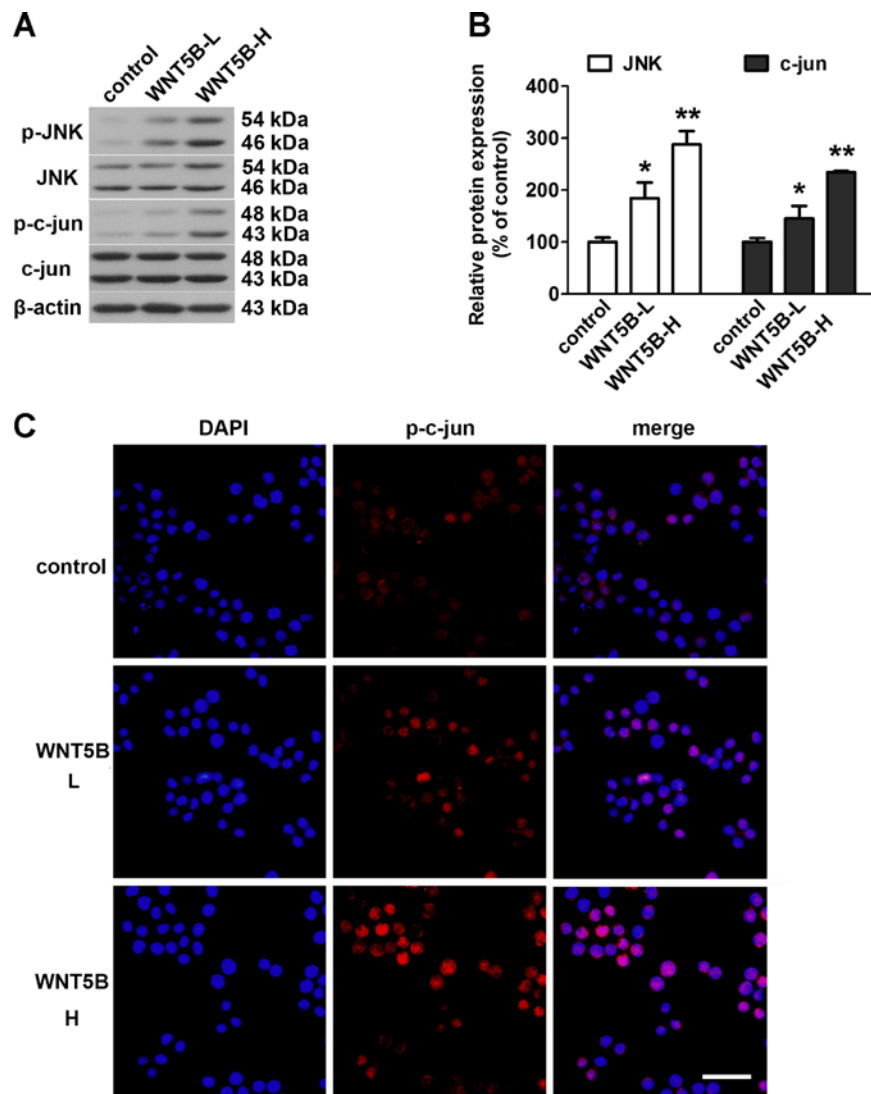 A
control
WNT5B-L
WNT5B-H
p-JNK
54 kDa
46 kDa
JNK
54 kDa
46 kDa
p-c-jun
48 kDa
43 kDa
c-jun
48 kDa
43 kDa
β-actin
43 kDa
B
JNK
c-jun
Relative protein expression
(% of control)
400
300
200
100
0
*
**
*
**
control
WNT5B-L
WNT5B-H
control
WNT5B-L
WNT5B-H
C
DAPI
p-c-jun
merge
control
WNT5B
L
WNT5B
H